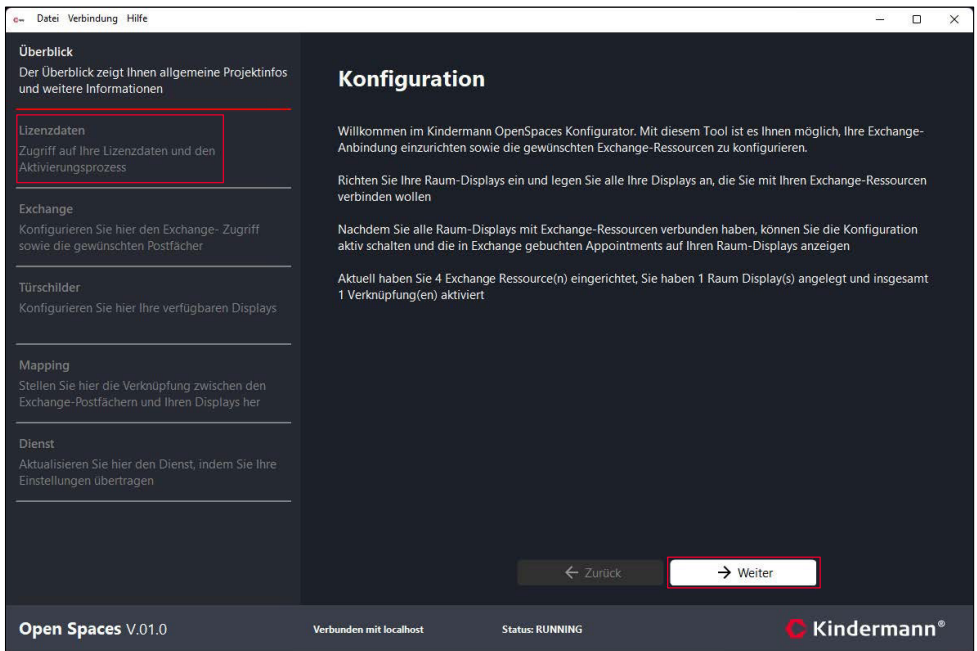 Datei Verbindung Hilfe
Überblick
Der Überblick zeigt Ihnen allgemeine Projektinfos
und weitere Informationen
Lizenzdaten
Zugriff auf Ihre Lizenzdaten und den
Aktivierungsprozess
Exchange
Konfigurieren Sie hier den Exchange- Zugriff
sowie die gewünschten Postfächer
Türschilder
Konfigurieren Sie hier Ihre verfügbaren Displays
Mapping
Stellen Sie hier die Verknüpfung zwischen den
Exchange-Postfächern und Ihren Displays her
Dienst
Aktualisieren Sie hier den Dienst, indem Sie Ihre
Einstellungen übertragen
Konfiguration
Willkommen im Kindermann OpenSpaces Konfigurator. Mit diesem Tool ist es Ihnen möglich, Ihre Exchange-
Anbindung einzurichten sowie die gewünschten Exchange-Ressourcen zu konfigurieren.
Richten Sie Ihre Raum-Displays ein und legen Sie alle Ihre Displays an, die Sie mit Ihren Exchange-Ressourcen
verbinden wollen
Nachdem Sie alle Raum-Displays mit Exchange-Ressourcen verbunden haben, können Sie die Konfiguration
aktiv schalten und die in Exchange gebuchten Appointments auf Ihren Raum-Displays anzeigen
Aktuell haben Sie 4 Exchange Ressource(n) eingerichtet, Sie haben 1 Raum Display(s) angelegt und insgesamt
1 Verknüpfung(en) aktiviert
← Zurück
→ Weiter
Open Spaces V.01.0
Verbunden mit localhost
Status: RUNNING
Kindermann®